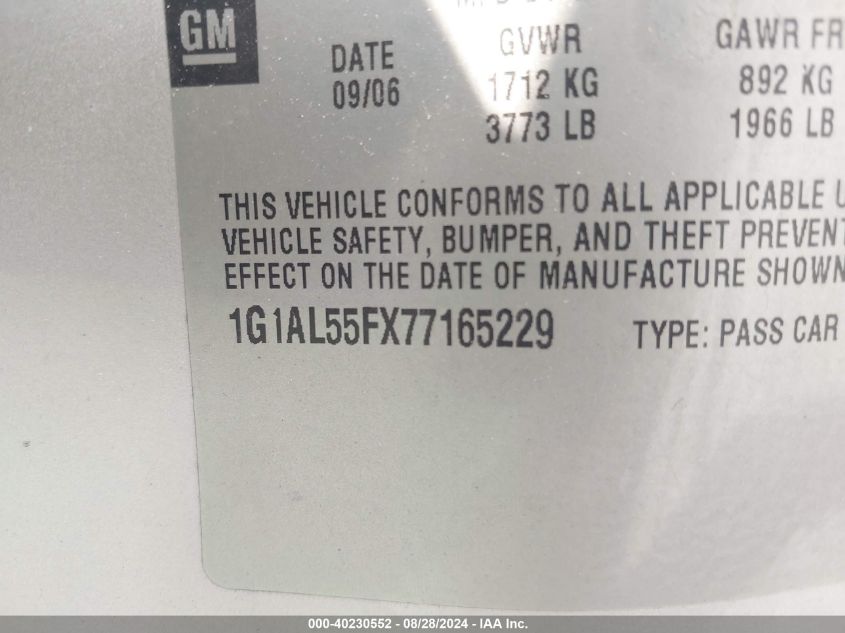 GM
DATE GVWR GAWR FR
09/06 1712 KG 892 KG
3773 LB 1966 LB
THIS VEHICLE CONFORMS TO ALL APPLICABLE U
VEHICLE SAFETY, BUMPER, AND THEFT PREVENT
EFFECT ON THE DATE OF MANUFACTURE SHOWN
1G1AL55FX77165229 TYPE: PASS CAR
000-40230552 - 08/28/2024 - IAA Inc.